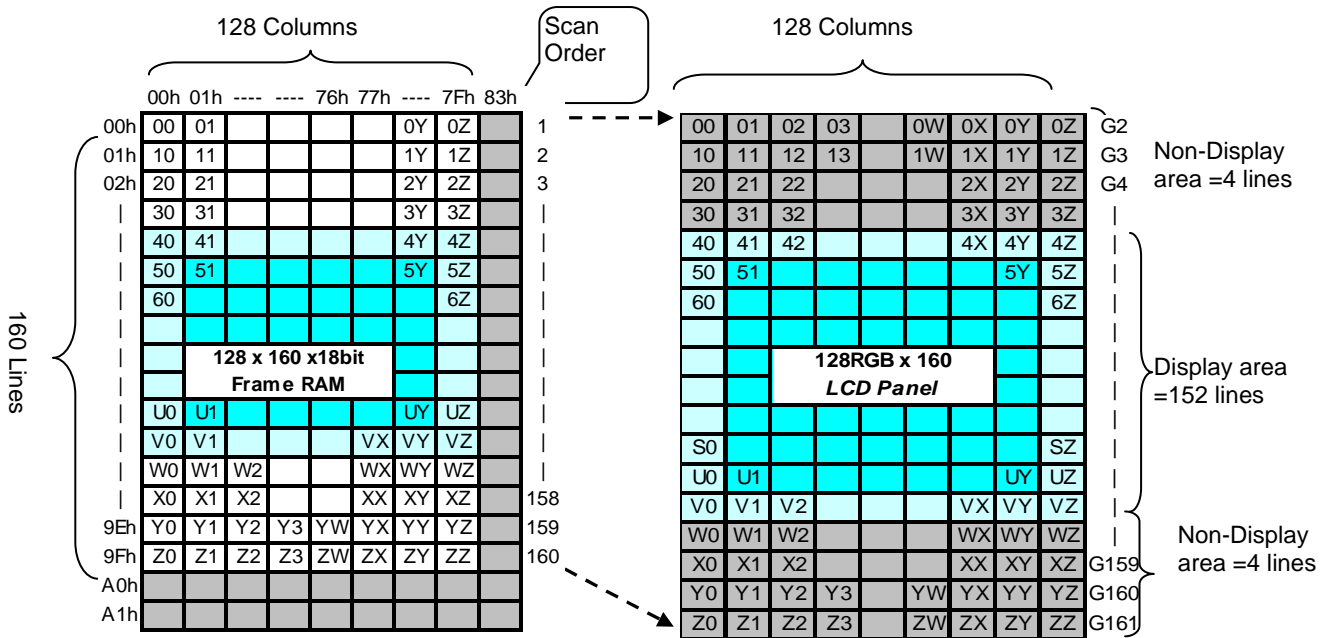 128 Columns
Scan
Order
128 Columns
00h 01h ---- ---- 76h 77h ---- 7Fh 83h
00h 00 01 0Y 0Z 1
01h 10 11 1Y 1Z 2
02h 20 21 2Y 2Z 3
| 30 31 3Y 3Z |
| 40 41 4Y 4Z |
| 50 51 5Y 5Z |
| 60 6Z |
160 Lines
128 x 160 x18bit
Frame RAM
| U0 U1 UY UZ |
| V0 V1 VX VY VZ |
| W0 W1 W2 WX WY WZ |
| X0 X1 X2 XX XY XZ 158
9Eh Y0 Y1 Y2 Y3 YW YX YY YZ 159
9Fh Z0 Z1 Z2 Z3 ZW ZX ZY ZZ 160
A0h
A1h
00 01 02 03 0W 0X 0Y 0Z G2
10 11 12 13 1W 1X 1Y 1Z G3
20 21 22 2X 2Y 2Z G4
30 31 32 3X 3Y 3Z |
40 41 42 4X 4Y 4Z |
50 51 5Y 5Z |
60 6Z |
128RGB x 160
LCD Panel
S0 SZ |
U0 U1 UY UZ |
V0 V1 V2 VX VY VZ |
W0 W1 W2 WX WY WZ |
X0 X1 X2 XX XY XZ G159
Y0 Y1 Y2 Y3 YW YX YY YZ G160
Z0 Z1 Z2 Z3 ZW ZX ZY ZZ G161
Non-Display
area =4 lines
Display area
=152 lines
Non-Display
area =4 lines